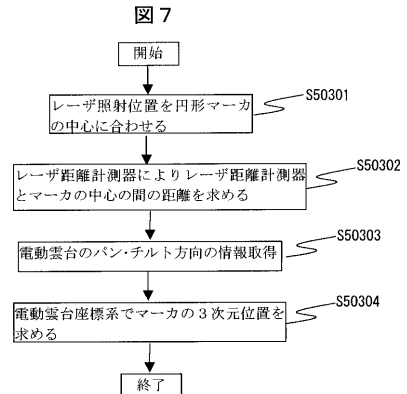 図７
開始
レーザ照射位置を円形マーカ
の中心に合わせる
S50301
レーザ距離計測器によりレーザ距離計測器
とマーカの中心の間の距離を求める
S50302
電動雲台のパン・チルト方向の情報取得
S50303
電動雲台座標系でマーカの３次元位置を
求める
S50304
終了